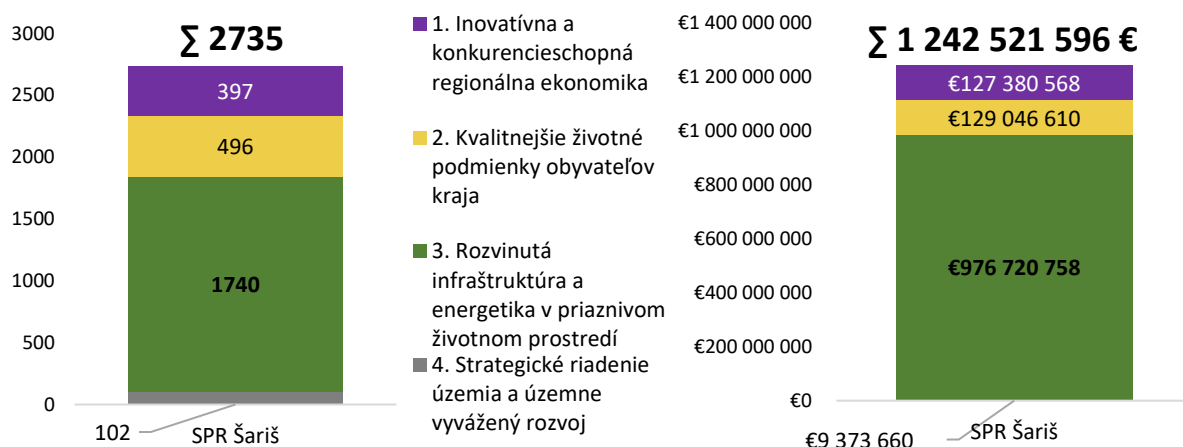 ∑ 2735
3000
2500
2000
1500
1000
500
0
397
496
1740
102
SPR Šariš
1. Inovatívna a
konkurencieschopná
regionálna ekonomika
2. Kvalitnejšie životné
podmienky obyvateľov
kraja
3. Rozvinutá
infraštruktúra a
energetika v priaznivom
životnom prostredí
4. Strategické riadenie
územia a územne
vyvážený rozvoj
∑ 1 242 521 596 €
€1 400 000 000
€1 200 000 000
€1 000 000 000
€800 000 000
€600 000 000
€400 000 000
€200 000 000
€0
€127 380 568
€129 046 610
€976 720 758
€9 373 660
SPR Šariš